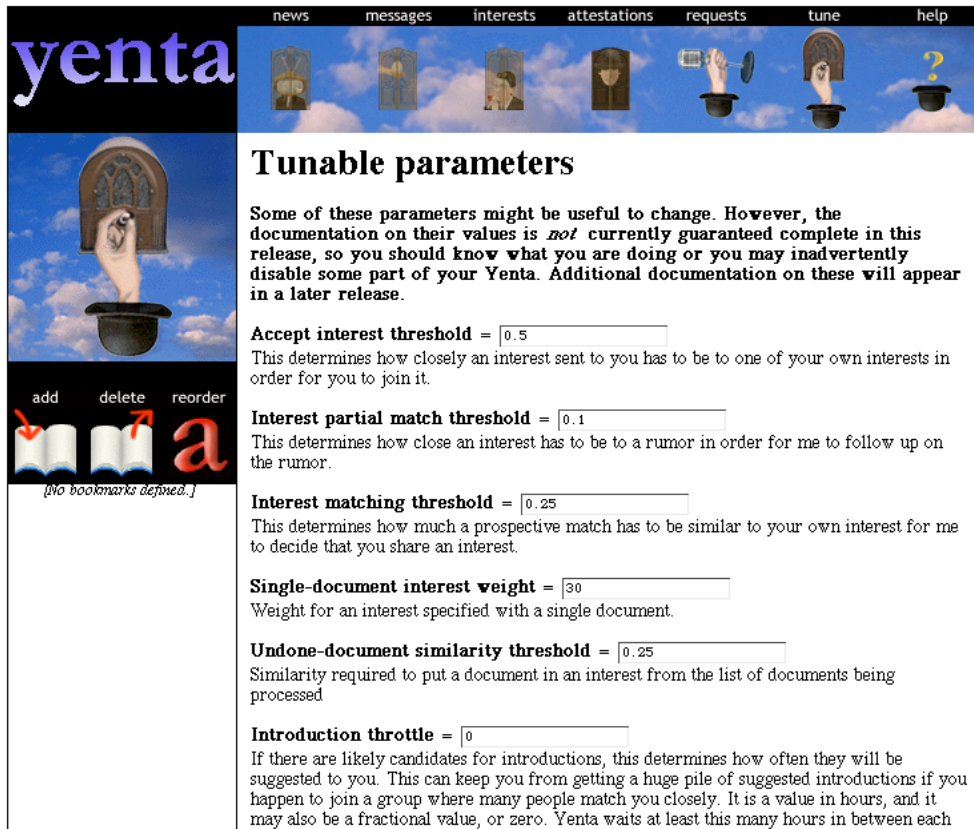 news messages interests attestations requests tune help
yenta
?
Tunable parameters
Some of these parameters might be useful to change. However, the
documentation on their values is not currently guaranteed complete in this
release, so you should know what you are doing or you may inadvertently
disable some part of your Yenta. Additional documentation on these will appear
in a later release.
Accept interest threshold = 0.5
This determines how closely an interest sent to you has to be to one of your own interests in
order for you to join it.
add delete reorder
a
[No bookmarks defined.]
Interest partial match threshold = 0.1
This determines how close an interest has to be to a rumor in order for me to follow up on
the rumor.
Interest matching threshold = 0.25
This determines how much a prospective match has to be similar to your own interest for me
to decide that you share an interest.
Single-document interest weight = 30
Weight for an interest specified with a single document.
Undone-document similarity threshold = 0.25
Similarity required to put a document in an interest from the list of documents being
processed
Introduction throttle = 0
If there are likely candidates for introductions, this determines how often they will be
suggested to you. This can keep you from getting a huge pile of suggested introductions if you
happen to join a group where many people match you closely. It is a value in hours, and it
may also be a fractional value, or zero. Yenta waits at least this many hours in between each